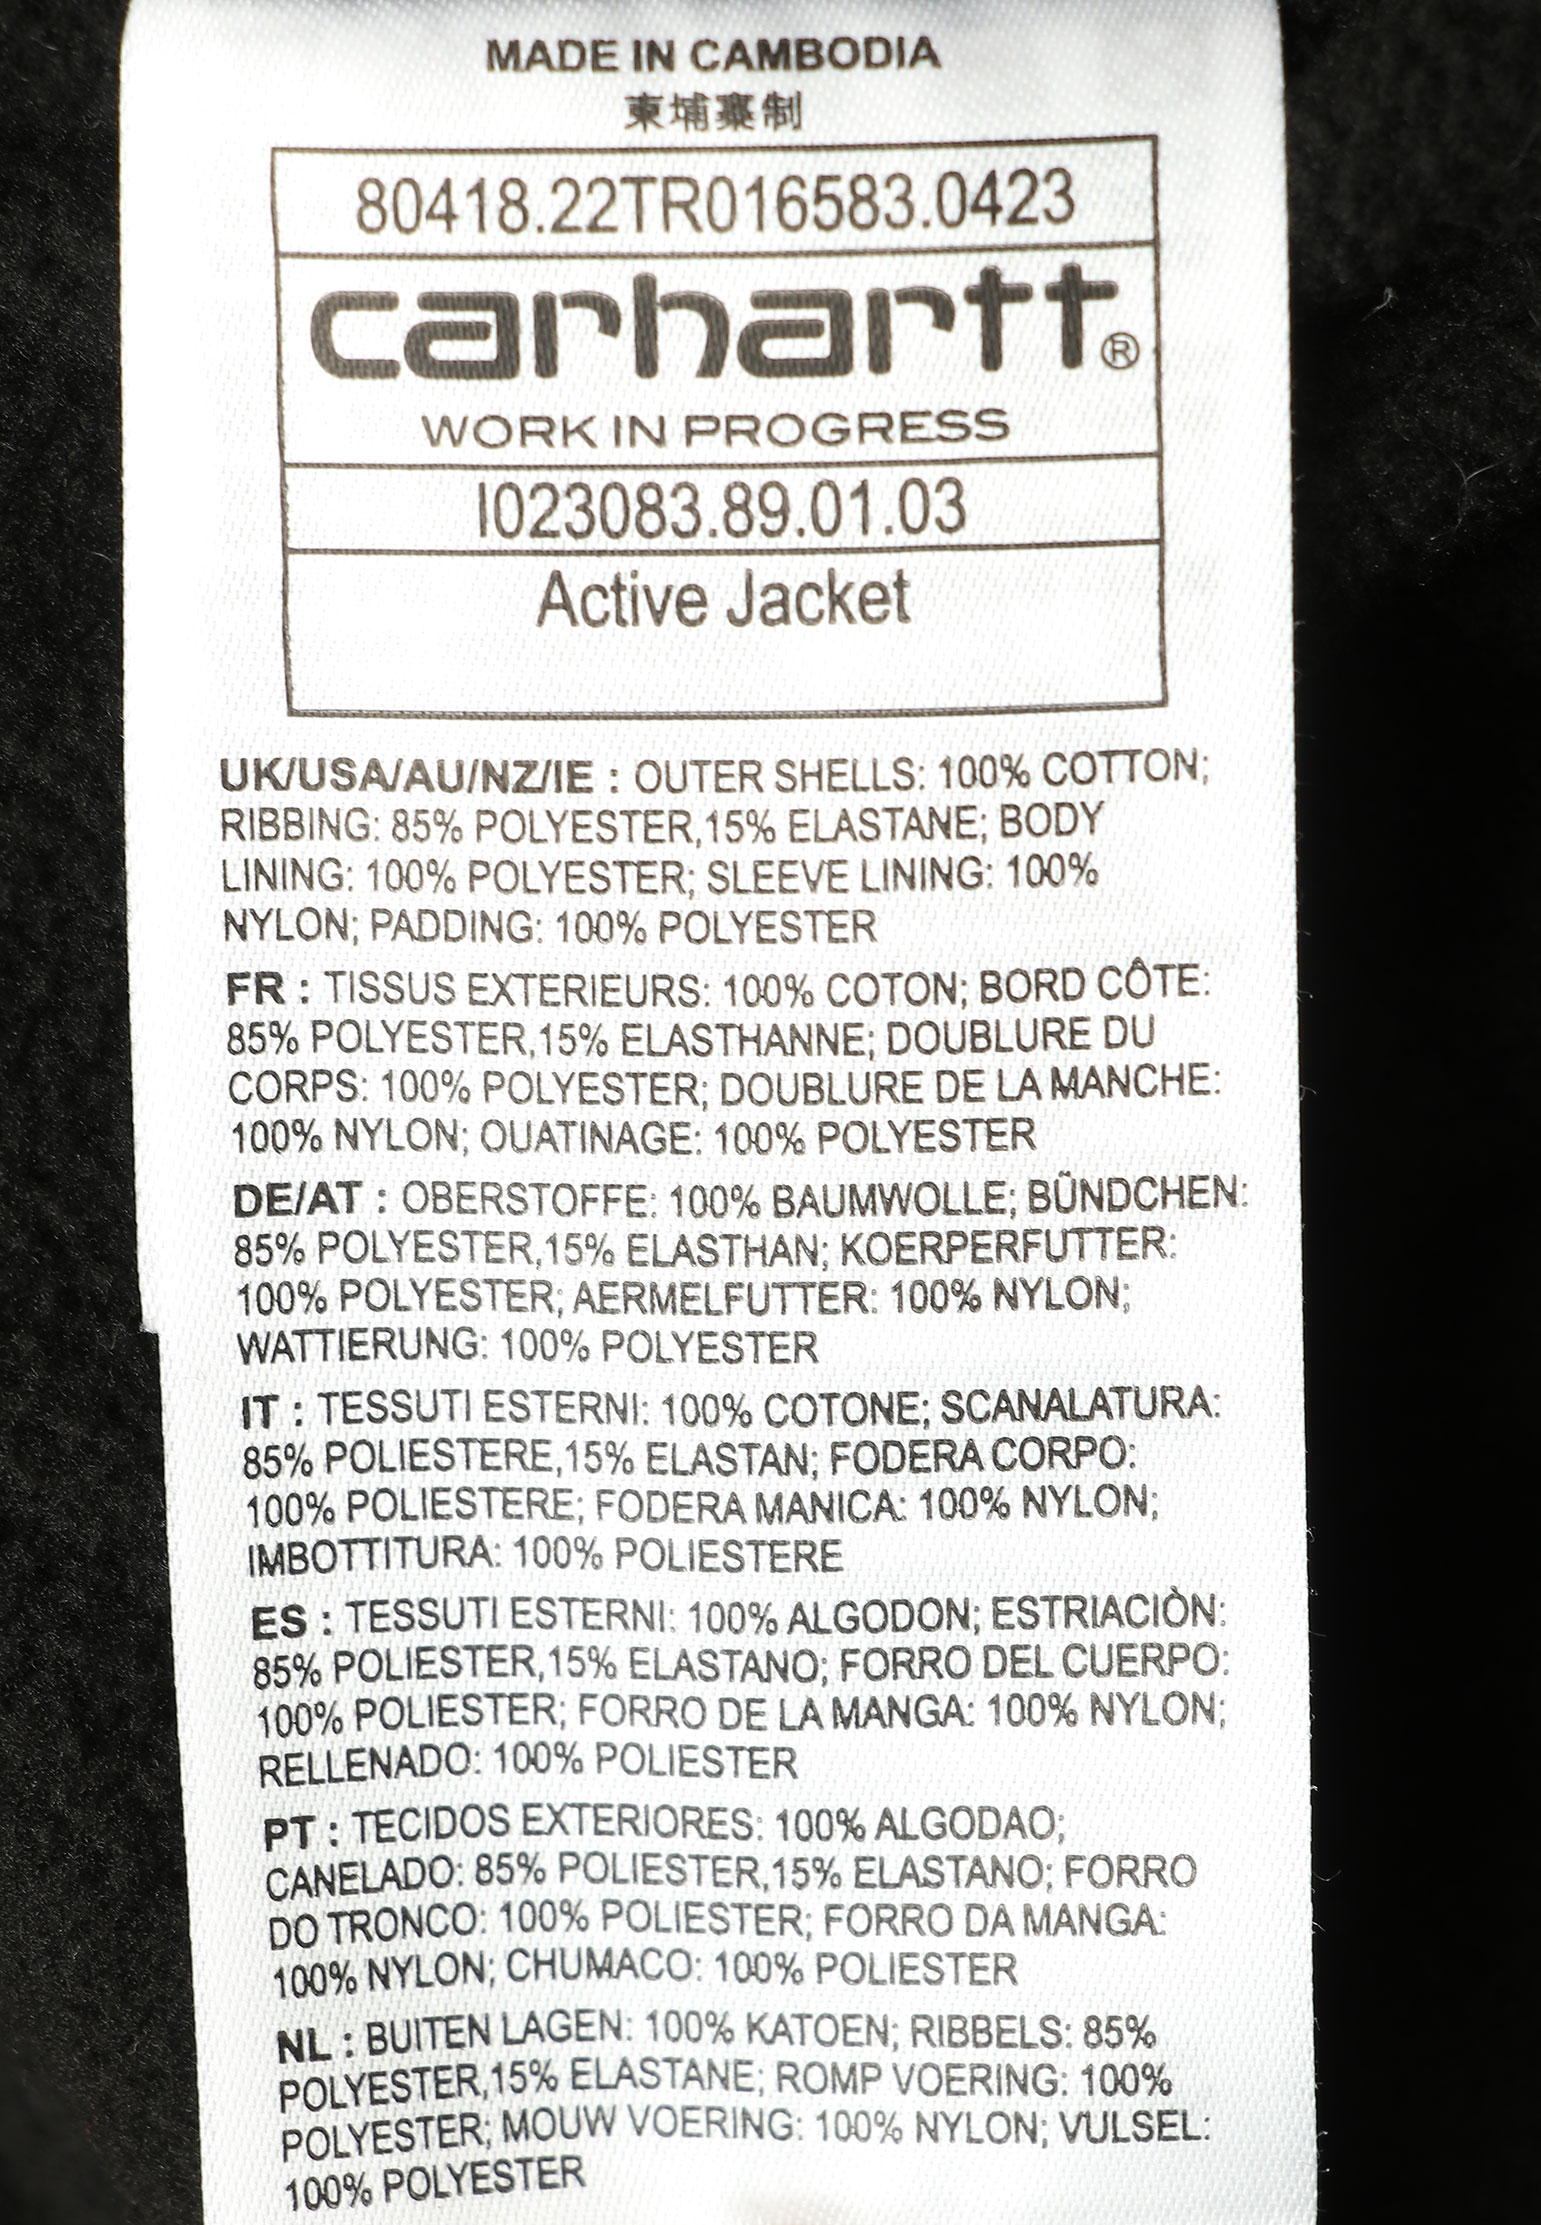 MADE IN CAMBODIA
柬埔寨制
80418.22TR016583.0423
carhartt®
WORK IN PROGRESS
I023083.89.01.03
Active Jacket
UK/USA/AU/NZ/IE : OUTER SHELLS: 100% COTTON;
RIBBING: 85% POLYESTER,15% ELASTANE; BODY
LINING: 100% POLYESTER; SLEEVE LINING: 100%
NYLON; PADDING: 100% POLYESTER
FR : TISSUS EXTERIEURS: 100% COTON; BORD CÔTE:
85% POLYESTER,15% ELASTHANNE; DOUBLURE DU
CORPS: 100% POLYESTER; DOUBLURE DE LA MANCHE:
100% NYLON; OUATINAGE: 100% POLYESTER
DE/AT : OBERSTOFFE: 100% BAUMWOLLE; BÜNDCHEN:
85% POLYESTER,15% ELASTHAN; KOERPERFUTTER:
100% POLYESTER; AERMELFUTTER: 100% NYLON;
WATTIERUNG: 100% POLYESTER
IT : TESSUTI ESTERNI: 100% COTONE; SCANALATURA:
85% POLIESTERE,15% ELASTAN; FODERA CORPO:
100% POLIESTERE; FODERA MANICA: 100% NYLON;
IMBOTTITURA: 100% POLIESTERE
ES : TESSUTI ESTERNI: 100% ALGODON; ESTRIACIÒN:
85% POLIESTER,15% ELASTANO; FORRO DEL CUERPO:
100% POLIESTER; FORRO DE LA MANGA: 100% NYLON;
RELLENADO: 100% POLIESTER
PT : TECIDOS EXTERIORES: 100% ALGODAO;
CANELADO: 85% POLIESTER,15% ELASTANO; FORRO
DO TRONCO: 100% POLIESTER; FORRO DA MANGA:
100% NYLON; CHUMACO: 100% POLIESTER
NL : BUITEN LAGEN: 100% KATOEN; RIBBELS: 85%
POLYESTER,15% ELASTANE; ROMP VOERING: 100%
POLYESTER; MOUW VOERING: 100% NYLON; VULSEL:
100% POLYESTER